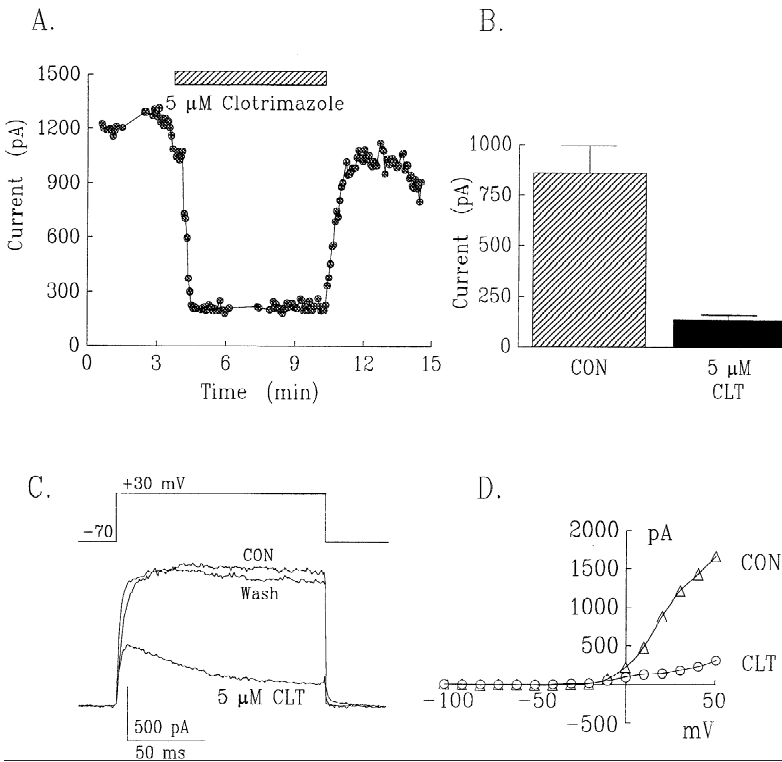 A.
1500
1200
900
600
300
0
Current (pA)
5 μM Clotrimazole
0 3 6 9 12 15
Time (min)
B.
1000
750
500
250
0
Current (pA)
CON
5 μM
CLT
C.
+30 mV
-70
CON
Wash
5 μM CLT
500 pA
50 ms
D.
2000
1500
1000
500
-500
pA
CON
CLT
-100 -50 50
mV